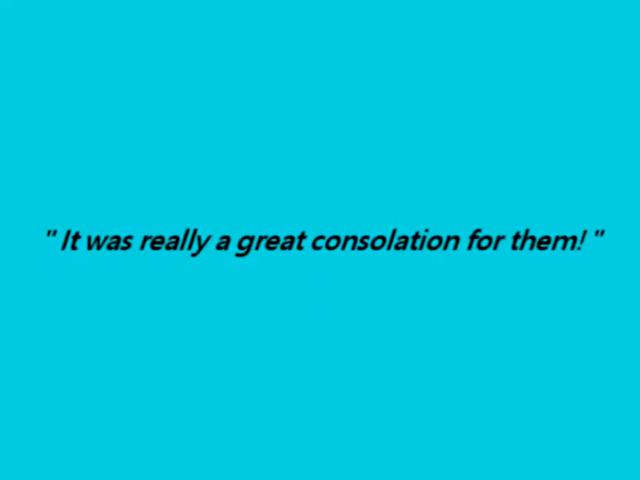 " It was really a great consolation for them! "